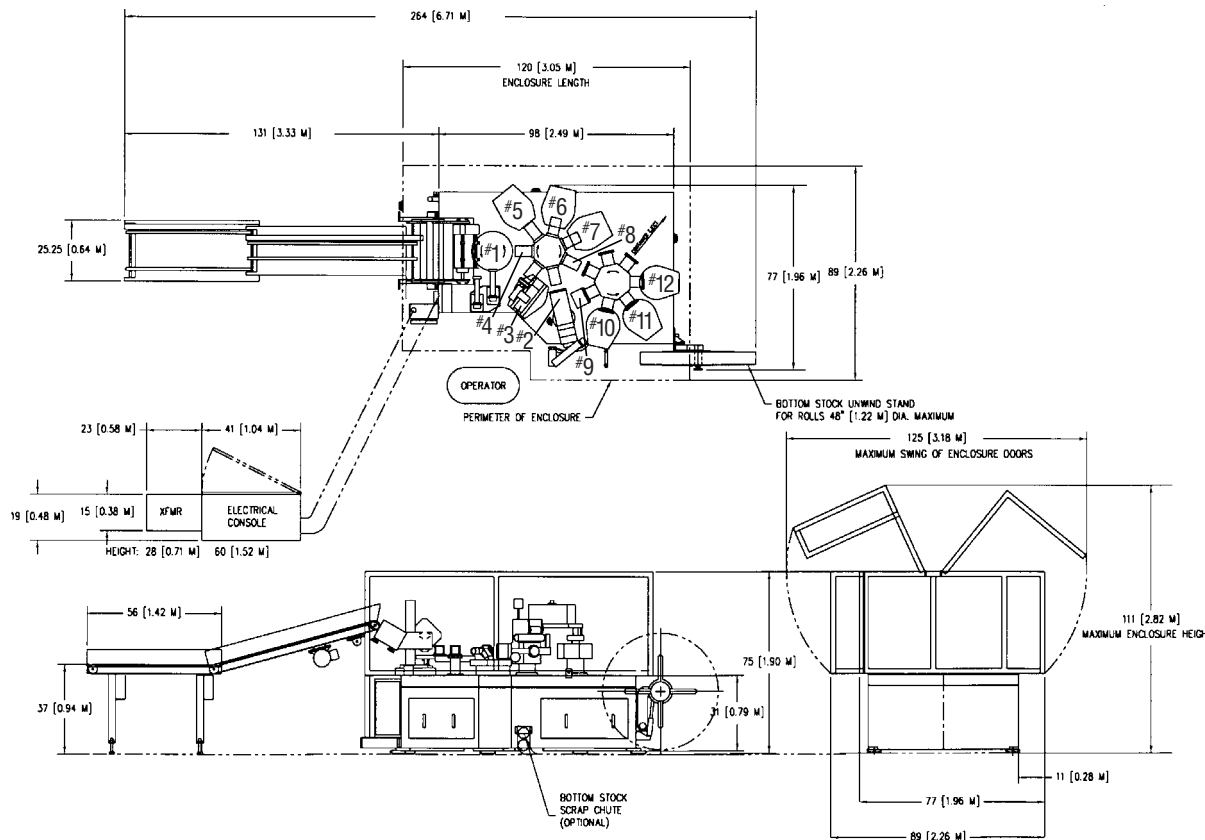 264 [6.71 M]
120 [3.05 M]
ENCLOSURE LENGTH
131 [3.33 M]
98 [2.49 M]
25.25 [0.64 M]
#5
#6
#7
#8
#1
#12
#4
#3
#2
#10
#11
#9
77 [1.96 M]
89 [2.26 M]
OPERATOR
PERIMETER OF ENCLOSURE
BOTTOM STOCK UNWIND STAND
FOR ROLLS 48" [1.22 M] DIA. MAXIMUM
23 [0.58 M]
41 [1.04 M]
125 [3.18 M]
MAXIMUM SWING OF ENCLOSURE DOORS
19 [0.48 M]
15 [0.38 M]
XFMR
ELECTRICAL
CONSOLE
HEIGHT: 28 [0.71 M] 60 [1.52 M]
56 [1.42 M]
37 [0.94 M]
75 [1.90 M]
31 [0.79 M]
111 [2.82 M]
MAXIMUM ENCLOSURE HEIG
11 [0.28 M]
77 [1.96 M]
89 [2.26 M]
BOTTOM STOCK
SCRAP CHUTE
(OPTIONAL)